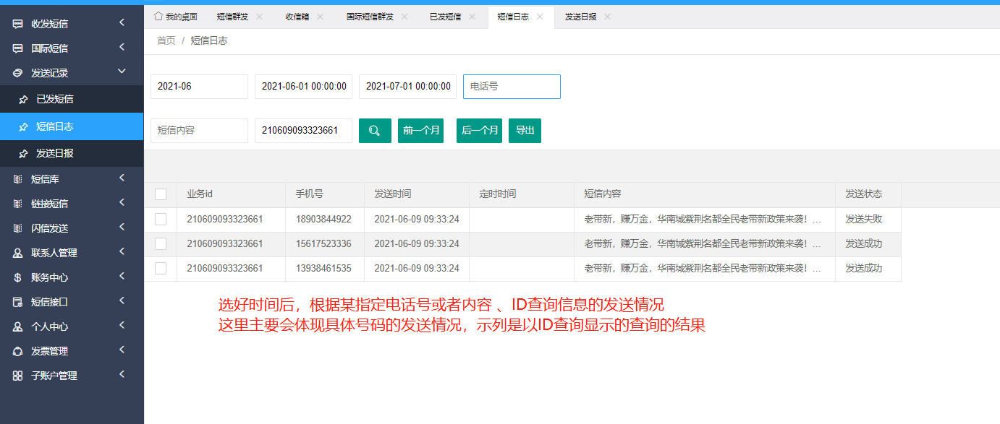 我的桌面 短信群发 收信箱 国际短信群发 已发短信 短信日志 发送日报
首页 / 短信日志
收发短信
国际短信
发送记录
已发短信
短信日志
发送日报
短信库
链接短信
闪信发送
联系人管理
账务中心
短信接口
个人中心
发票管理
子账户管理
2021-06 2021-06-01 00:00:00 2021-07-01 00:00:00 电话号
短信内容 210609093323661 前一个月 后一个月 导出
业务id 手机号 发送时间 定时时间 短信内容 发送状态
210609093323661 18903844922 2021-06-09 09:33:24 老带新，赚万金，华南城紫荆名都全民老带新政策来袭！... 发送失败
210609093323661 15617523336 2021-06-09 09:33:24 老带新，赚万金，华南城紫荆名都全民老带新政策来袭！... 发送成功
210609093323661 13938461535 2021-06-09 09:33:24 老带新，赚万金，华南城紫荆名都全民老带新政策来袭！... 发送成功
选好时间后，根据某指定电话号或者内容 、ID查询信息的发送情况
这里主要会体现具体号码的发送情况，示列是以ID查询显示的查询的结果